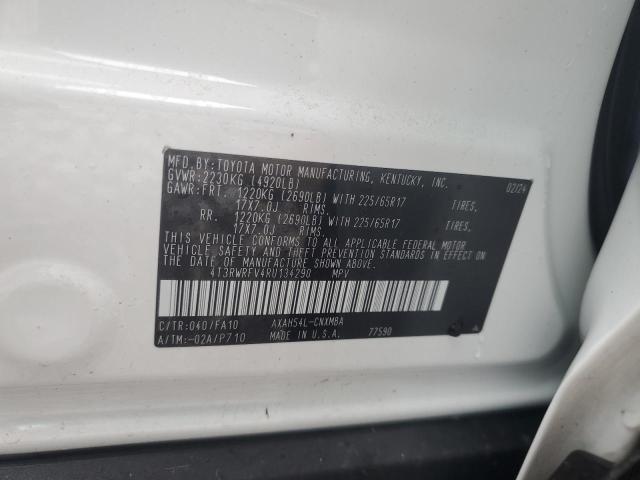 MFD. BY: TOYOTA MOTOR MANUFACTURING, KENTUCKY, INC. 02/24
GVWR: 2230KG (4920LB)
GAWR: FRT. 1220KG (2690LB) WITH 225/65R17 TIRES,
17X7.0J RIMS.
RR. 1220KG (2690LB) WITH 225/65R17 TIRES,
17X7.0J RIMS.
THIS VEHICLE CONFORMS TO ALL APPLICABLE FEDERAL MOTOR
VEHICLE SAFETY AND THEFT PREVENTION STANDARDS IN EFFECT ON
THE DATE OF MANUFACTURE SHOWN ABOVE.
4T3RWRFV4RU134290 MPV
C/TR:040/FA10 AXAH54L-CNXMBA
A/TM:-02A/P710 MADE IN U.S.A. 77590